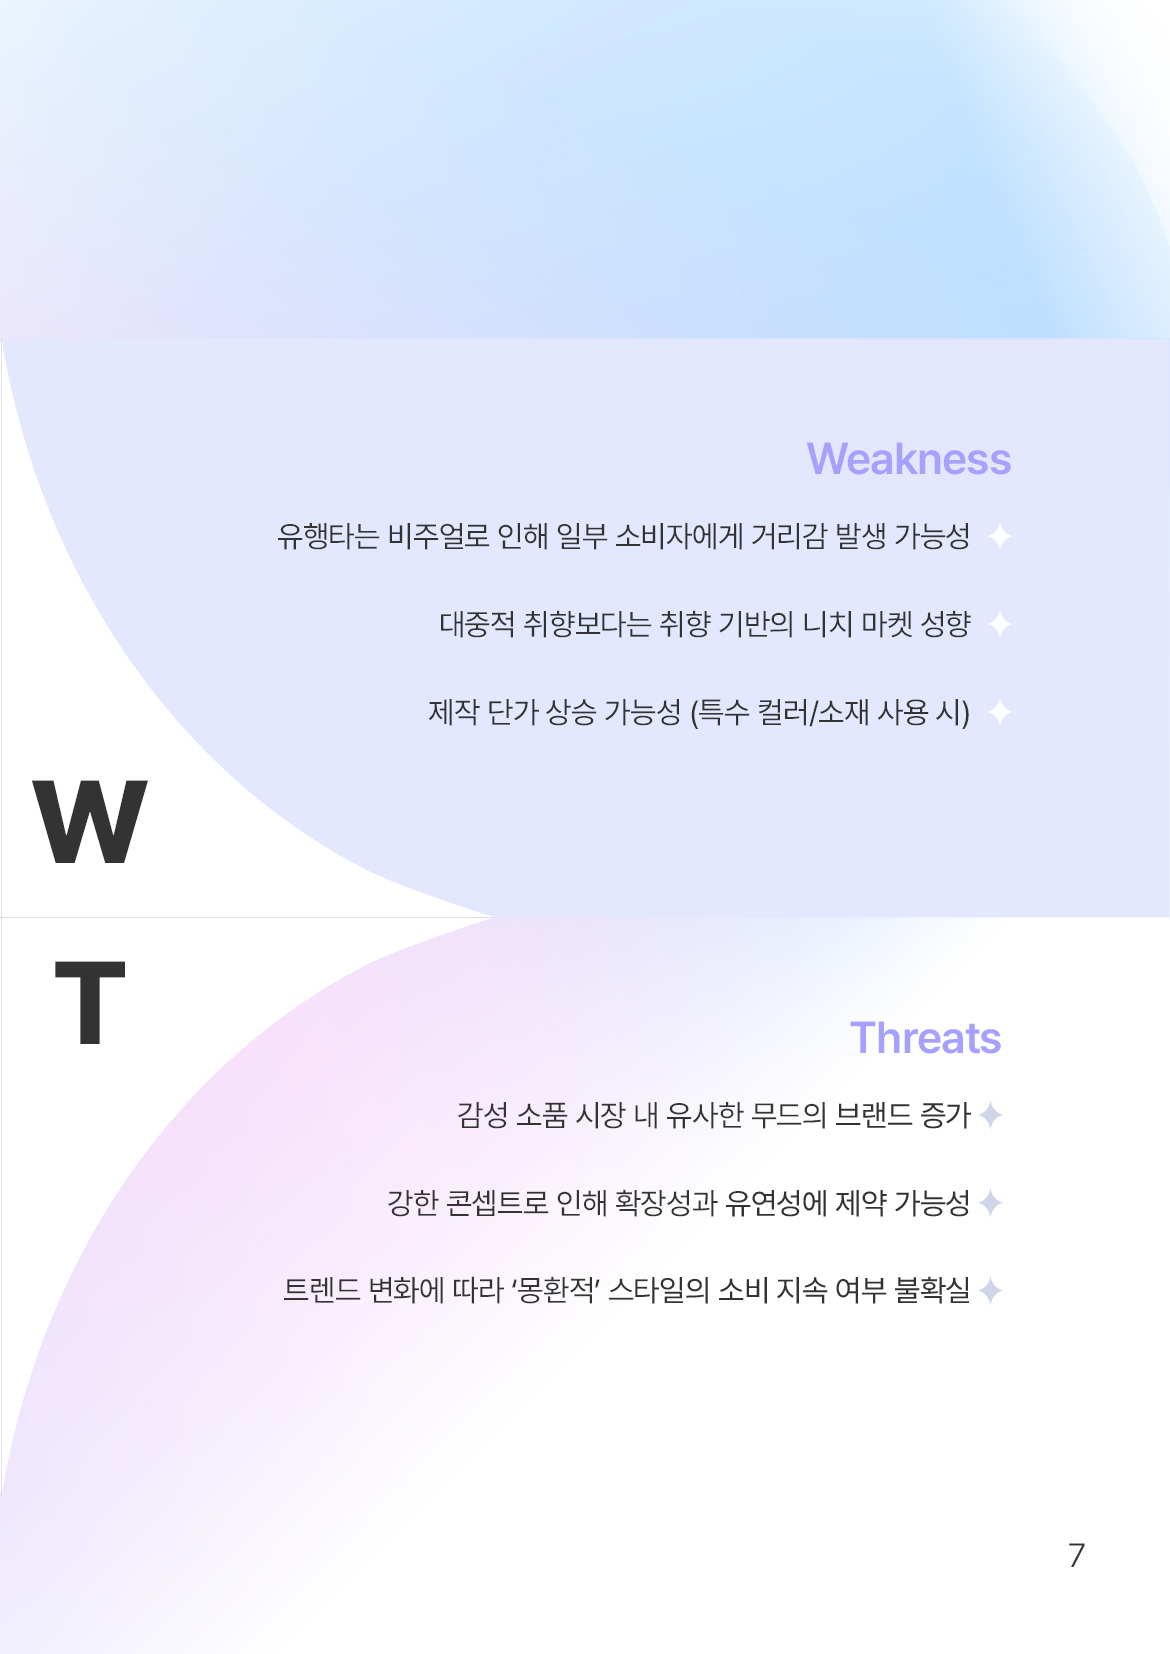 Weakness
유행타는 비주얼로 인해 일부 소비자에게 거리감 발생 가능성
대중적 취향보다는 취향 기반의 니치 마켓 성향
제작 단가 상승 가능성 (특수 컬러/소재 사용 시)
W
T
Threats
감성 소품 시장 내 유사한 무드의 브랜드 증가
강한 콘셉트로 인해 확장성과 유연성에 제약 가능성
트렌드 변화에 따라 ‘몽환적’ 스타일의 소비 지속 여부 불확실
7